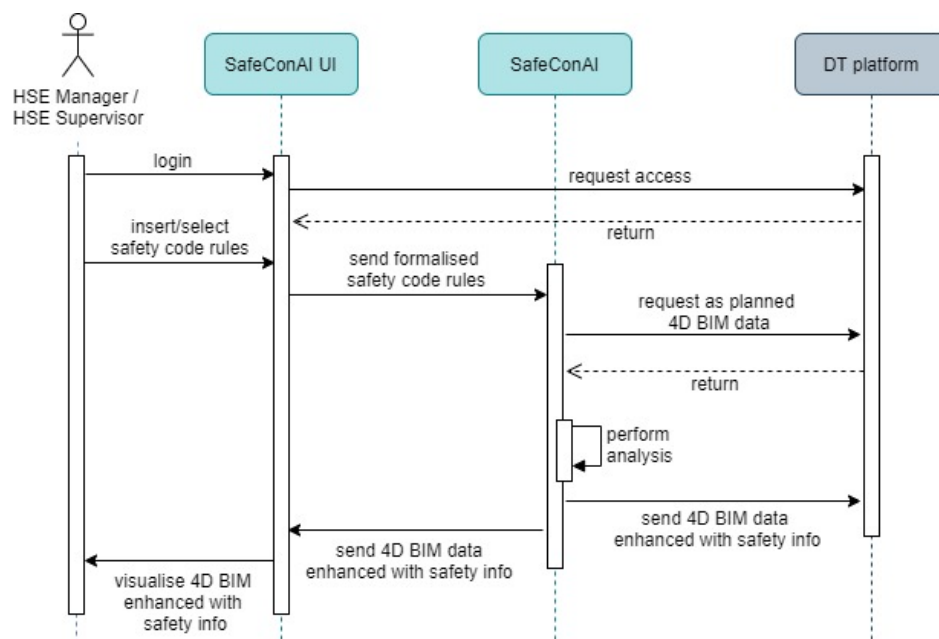 HSE Manager /
HSE Supervisor
SafeConAI UI
SafeConAI
DT platform
login
request access
return
insert/select
safety code rules
send formalised
safety code rules
request as planned
4D BIM data
return
perform
analysis
send 4D BIM data
enhanced with safety info
send 4D BIM data
enhanced with safety info
visualise 4D BIM
enhanced with
safety info